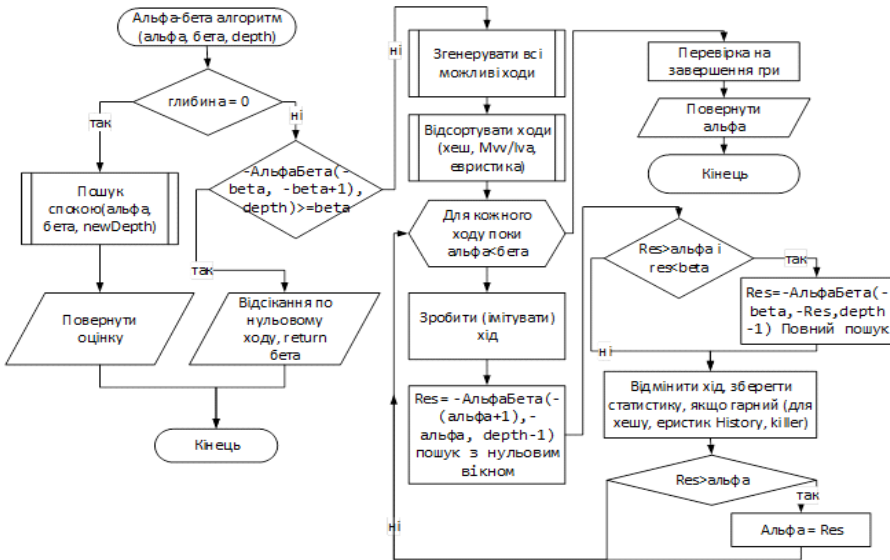 Альфа-бета алгоритм
(альфа, бета, depth)
глибина = 0
так
ні
Пошук
спокою(альфа,
бета, newDepth)
-АльфаБета(-
beta, -beta+1),
depth)>=beta
ні
так
Повернути
оцінку
Відсікання по
нульовому
ходу, return
бета
Кінець
Згенерувати всі
можливі ходи
Відсортувати ходи
(хеш, Mvv/lva,
евристика)
Для кожного
ходу поки
альфа<бета
Зробити (імітувати)
хід
Res= -АльфаБета(-
(альфа+1),-
альфа, depth-1)
пошук з нульовим
вікном
Перевірка на
завершення гри
Повернути
альфа
Кінець
Res>альфа і
res<beta
так
ні
Res=-АльфаБета(-
beta,-Res,depth
-1) Повний пошук
Відмінити хід, зберегти
статистику, якщо гарний (для
хешу, еристик History, killer)
Res>альфа
так
ні
Альфа = Res